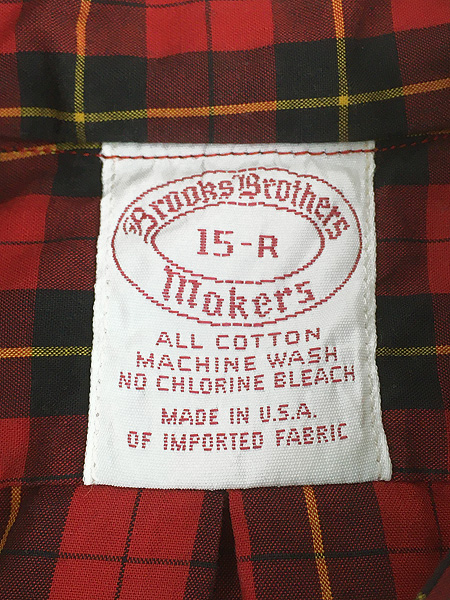 Brooks Brothers
15-R
Makers
ALL COTTON
MACHINE WASH
NO CHLORINE BLEACH
MADE IN U.S.A.
OF IMPORTED FABRIC